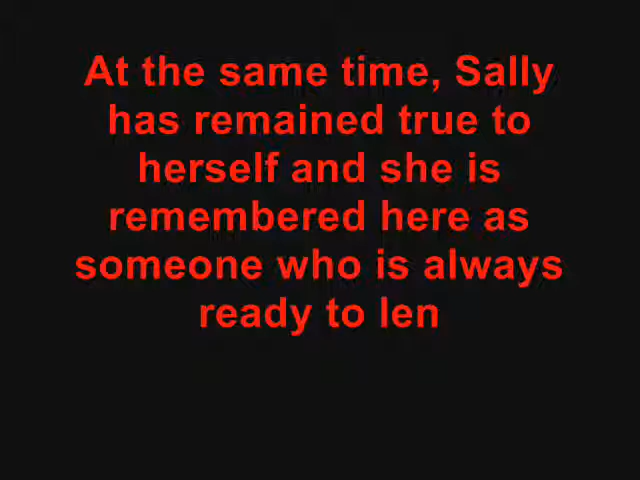 At the same time, Sally
has remained true to
herself and she is
remembered here as
someone who is always
ready to len